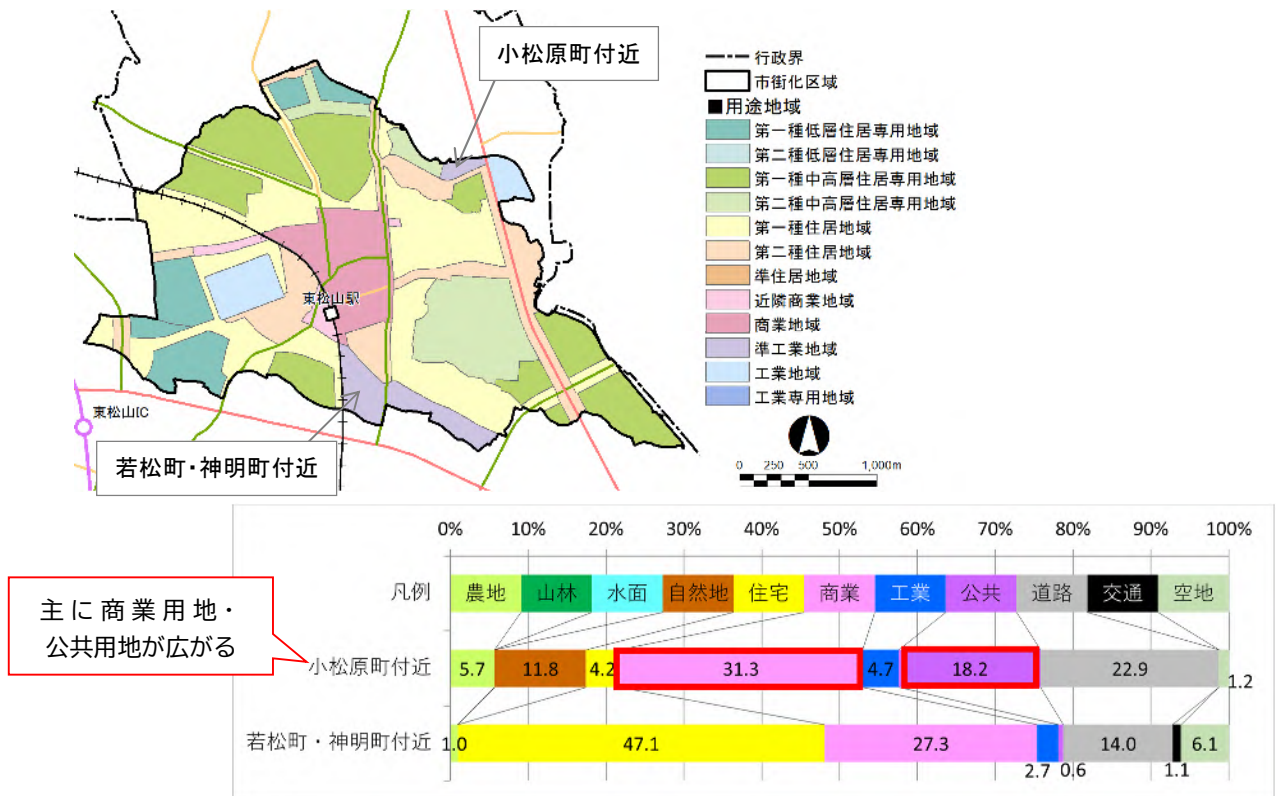 小松原町付近
東松山駅
東松山IC
若松町・神明町付近
行政界
市街化区域
■用途地域
第一種低層住居専用地域
第二種低層住居専用地域
第一種中高層住居専用地域
第二種中高層住居専用地域
第一種住居地域
第二種住居地域
準住居地域
近隣商業地域
商業地域
準工業地域
工業地域
工業専用地域
0 250 500 1,000m
0% 10% 20% 30% 40% 50% 60% 70% 80% 90% 100%
凡例 農地 山林 水面 自然地 住宅 商業 工業 公共 道路 交通 空地
主に商業用地・
公共用地が広がる
小松原町付近 5.7 11.8 4.2 31.3 4.7 18.2 22.9 1.2
若松町・神明町付近 1.0 47.1 27.3 2.7 0.6 14.0 1.1 6.1